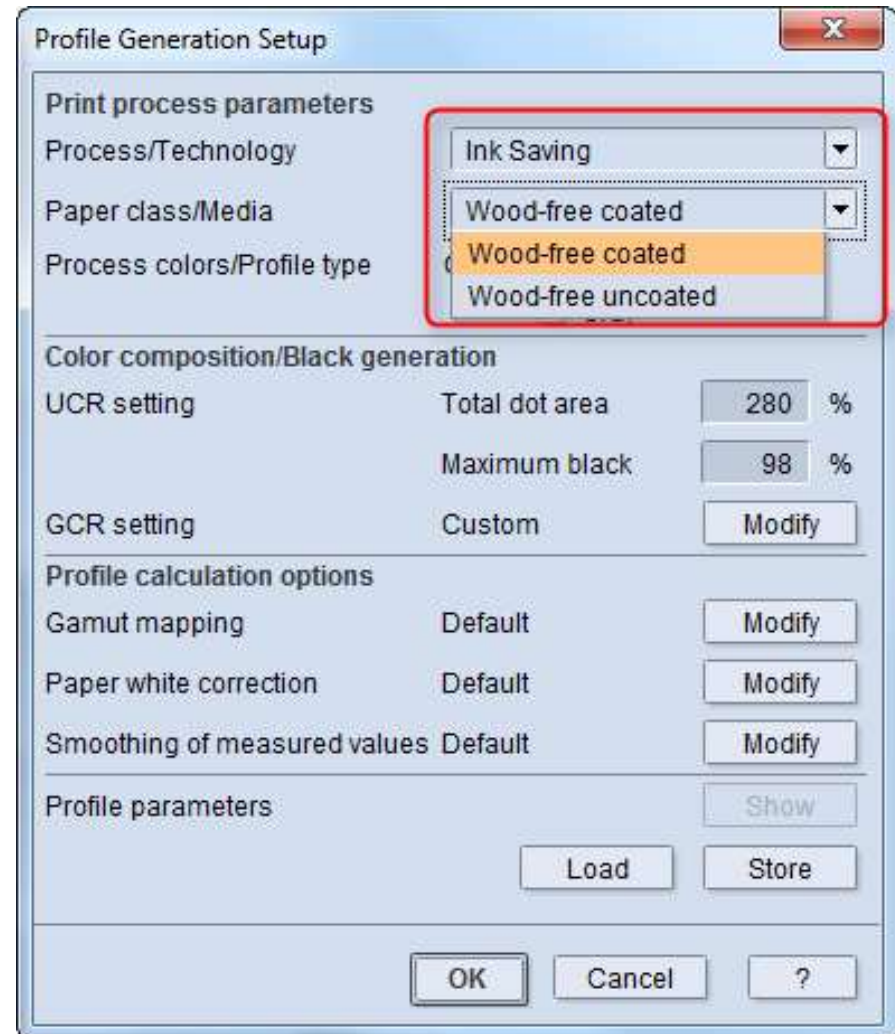 Profile Generation Setup
Print process parameters
Process/Technology Ink Saving
Paper class/Media Wood-free coated
Wood-free coated
Process colors/Profile type
Wood-free uncoated
Color composition/Black generation
UCR setting Total dot area 280 %
Maximum black 98 %
GCR setting Custom Modify
Profile calculation options
Gamut mapping Default Modify
Paper white correction Default Modify
Smoothing of measured values Default Modify
Profile parameters Show
Load Store
OK Cancel ?